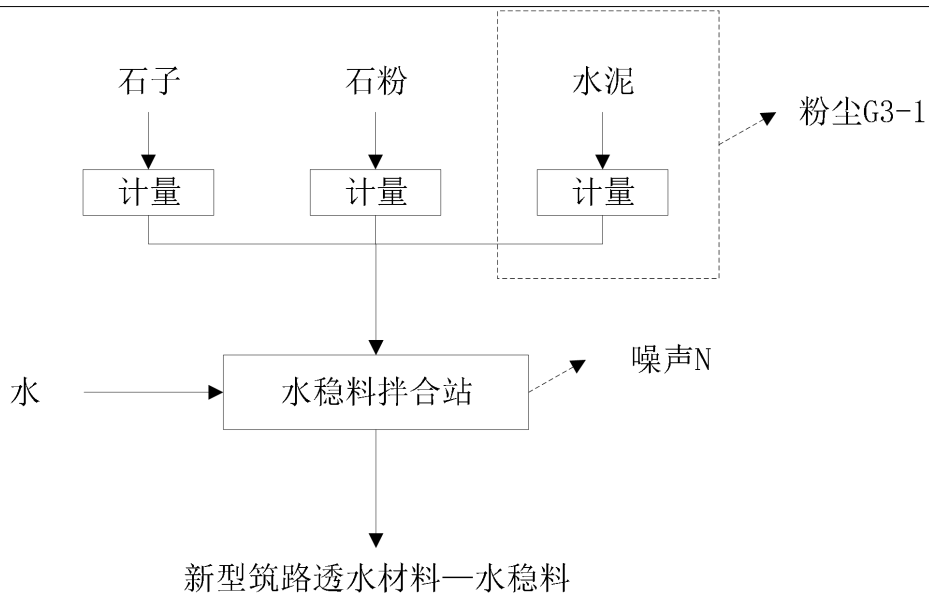 石子
石粉
水泥
粉尘G3-1
计量
计量
计量
噪声N
水
水稳料拌合站
新型筑路透水材料—水稳料